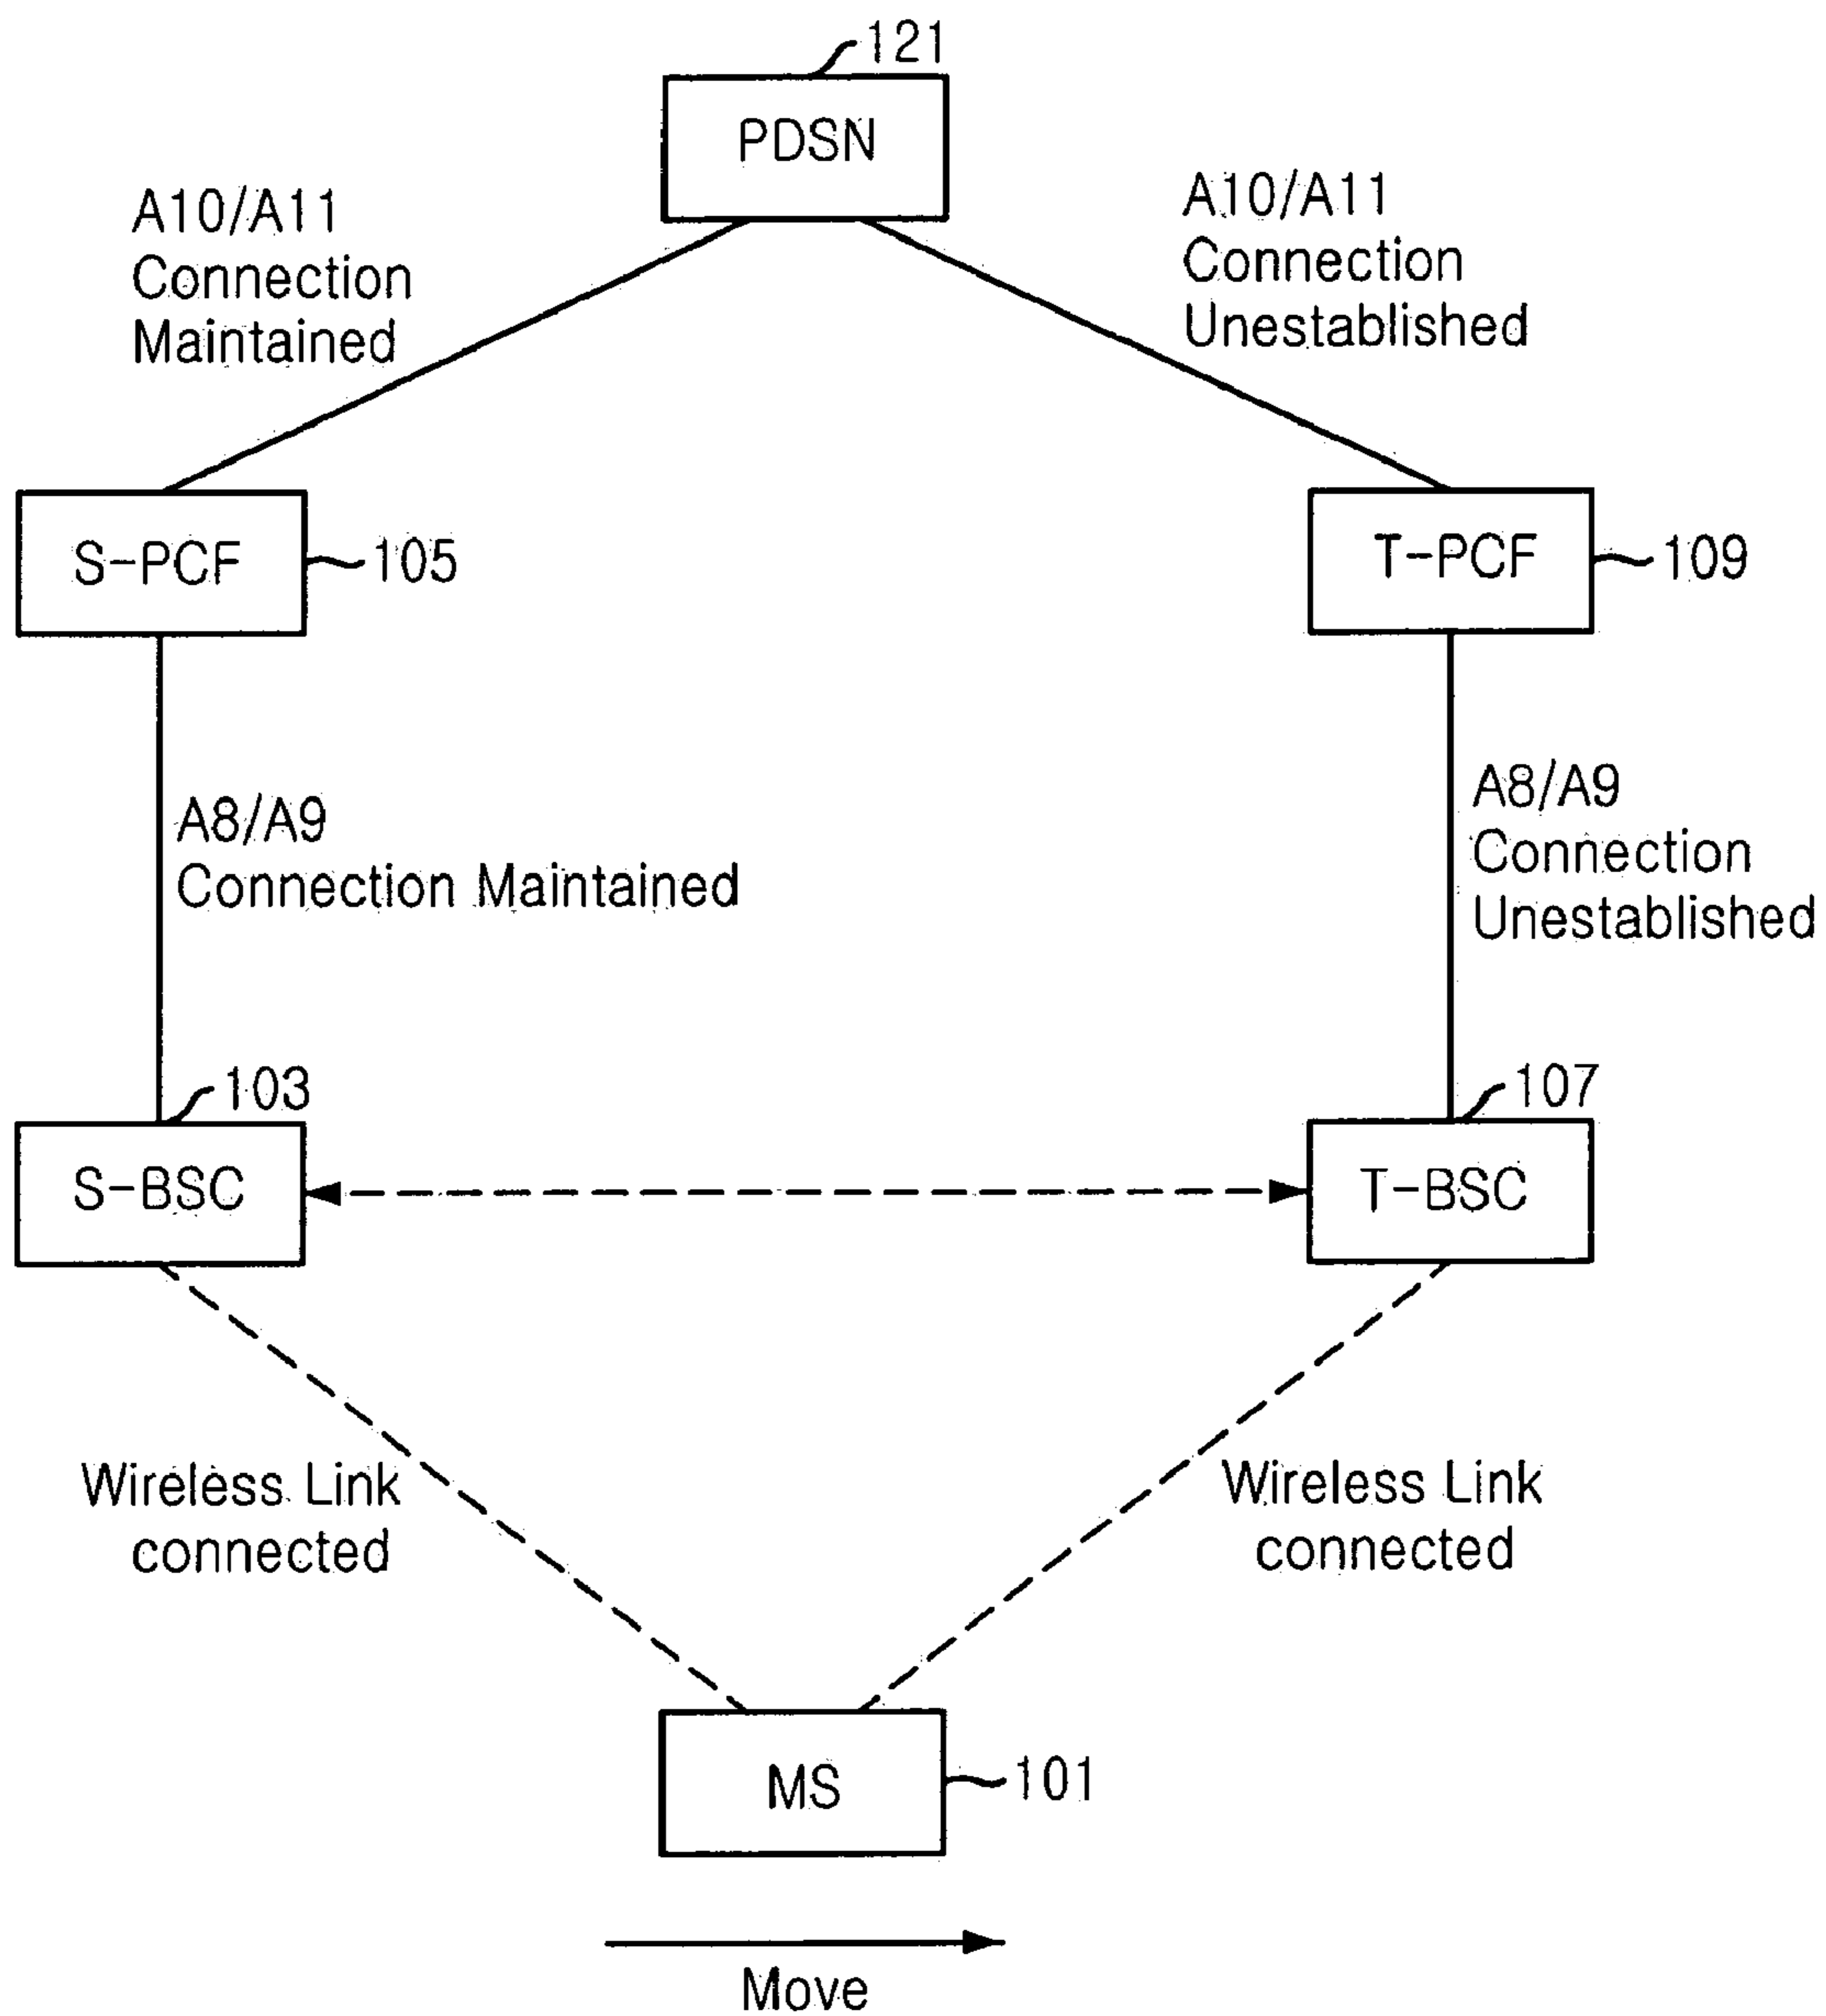 121
PDSN
A10/A11
Connection
Maintained
A10/A11
Connection
Unestablished
S-PCF
105
T-PCF
109
A8/A9
Connection Maintained
A8/A9
Connection
Unestablished
103
107
S-BSC
T-BSC
Wireless Link
connected
Wireless Link
connected
MS
101
Move